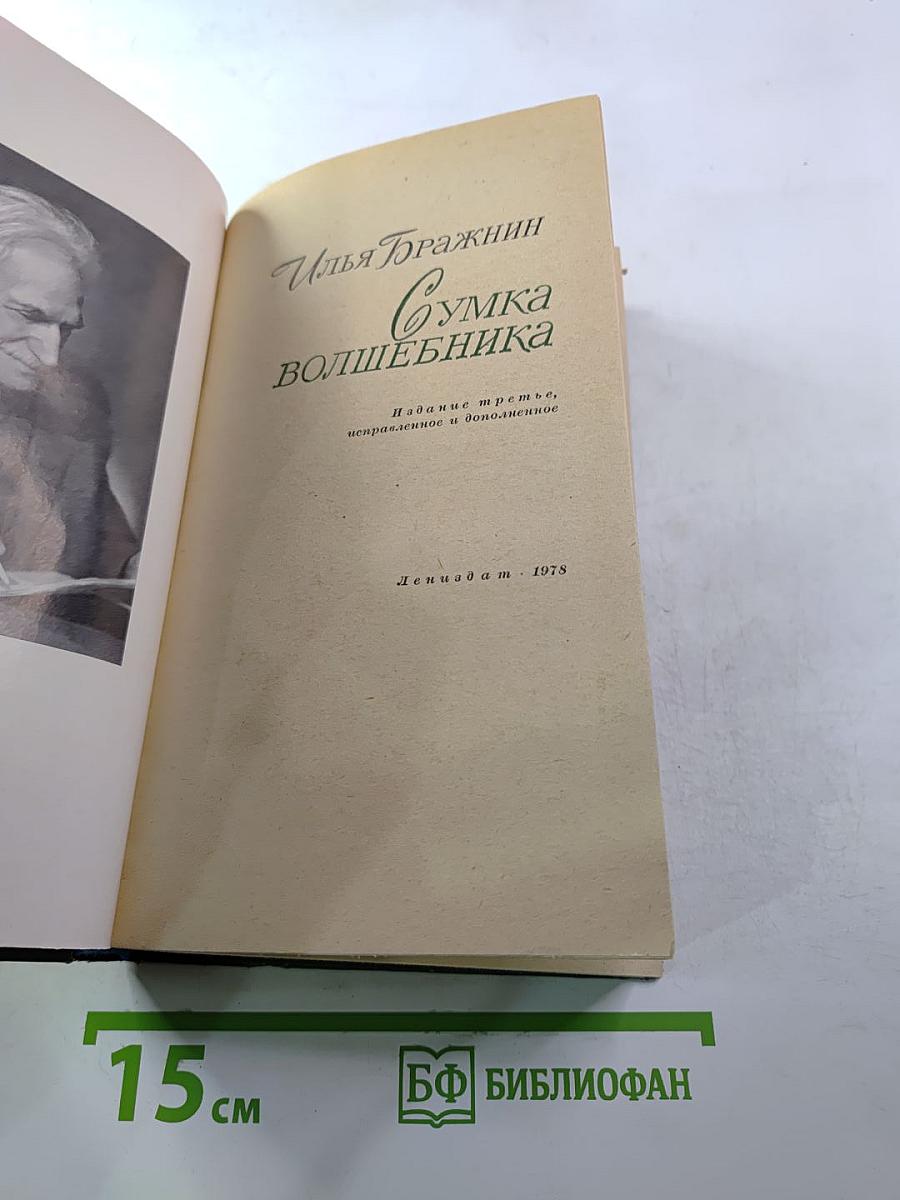 Илья Бражнин
Сумка
волшебника
Издание третье,
исправленное и дополненное
Лениздат · 1978
15 см
БФ БИБЛИОФАН